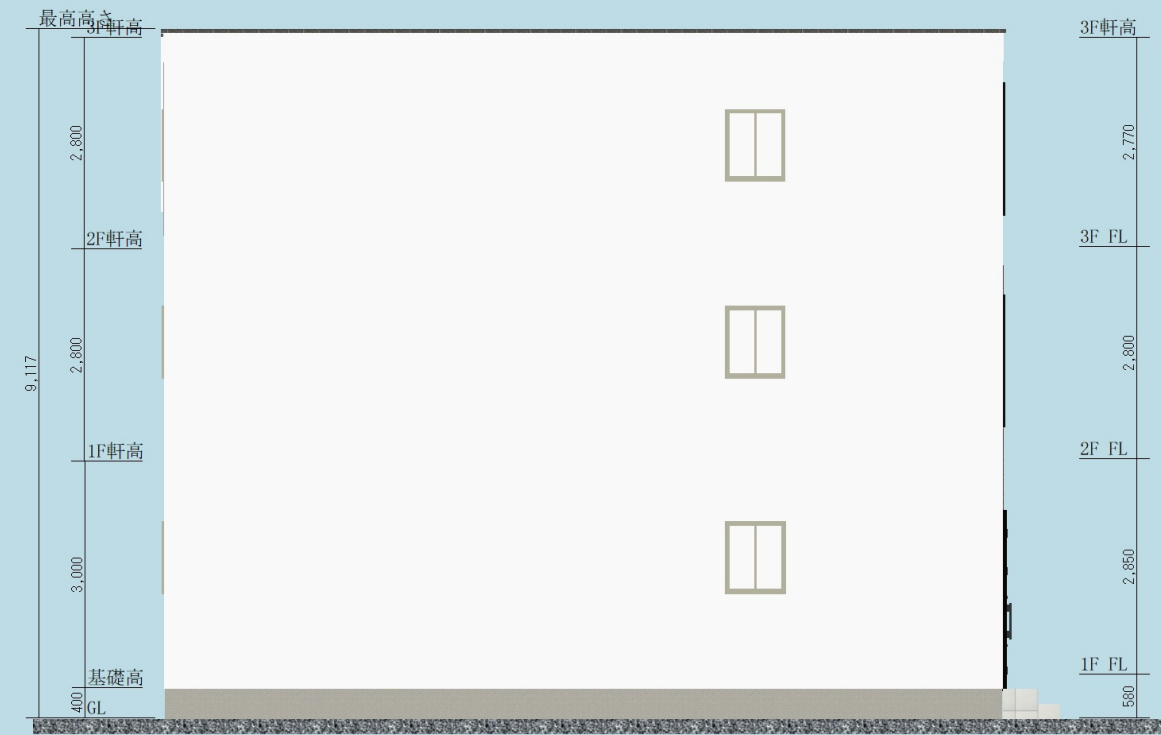 最高高さ
3F軒高
2,800
2F軒高
9,117
2,800
1F軒高
3,000
基礎高
400
GL
3F軒高
2,770
3F FL
2,800
2F FL
2,850
1F FL
580